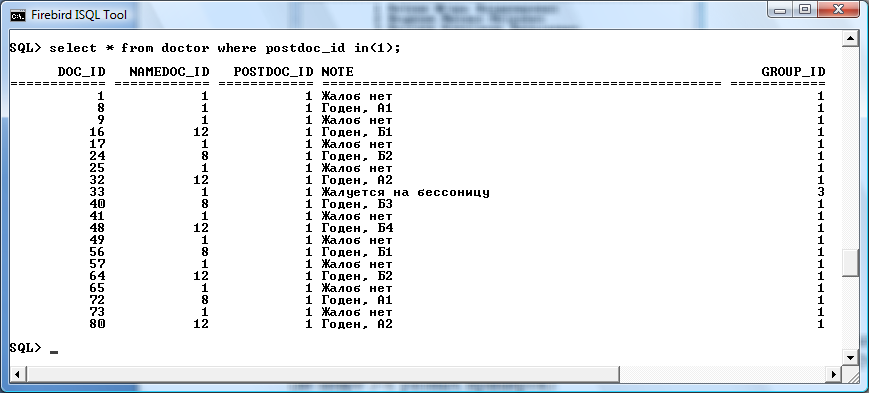 Firebird ISQL Tool
SQL> select * from doctor where postdoc_id in(1);
DOC_ID NAMEDOC_ID POSTDOC_ID NOTE GROUP_ID
============ ============ ============ ================================================== ============
1 1 1 Жалоб нет 1
8 1 1 Годен, А1 1
9 1 1 Жалоб нет 1
16 12 1 Годен, Б1 1
17 1 1 Жалоб нет 1
24 8 1 Годен, Б2 1
25 1 1 Жалоб нет 1
32 12 1 Годен, А2 1
33 1 1 Жалуется на бессоницу 3
40 8 1 Годен, Б3 1
41 1 1 Жалоб нет 1
48 12 1 Годен, Б4 1
49 1 1 Жалоб нет 1
56 8 1 Годен, Б1 1
57 1 1 Жалоб нет 1
64 12 1 Годен, Б2 1
65 1 1 Жалоб нет 1
72 8 1 Годен, А1 1
73 1 1 Жалоб нет 1
80 12 1 Годен, А2 1
SQL> _